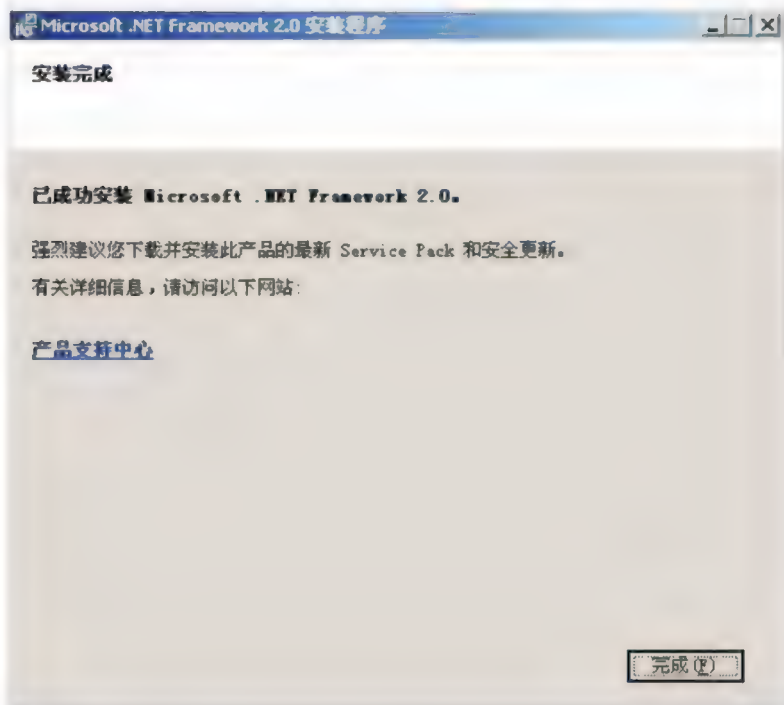 Microsoft .NET Framework 2.0 安装程序
安装完成
已成功安装 Microsoft .NET Framework 2.0。
强烈建议您下载并安装此产品的最新 Service Pack 和安全更新。
有关详细信息，请访问以下网站:
产品支持中心
完成(F)